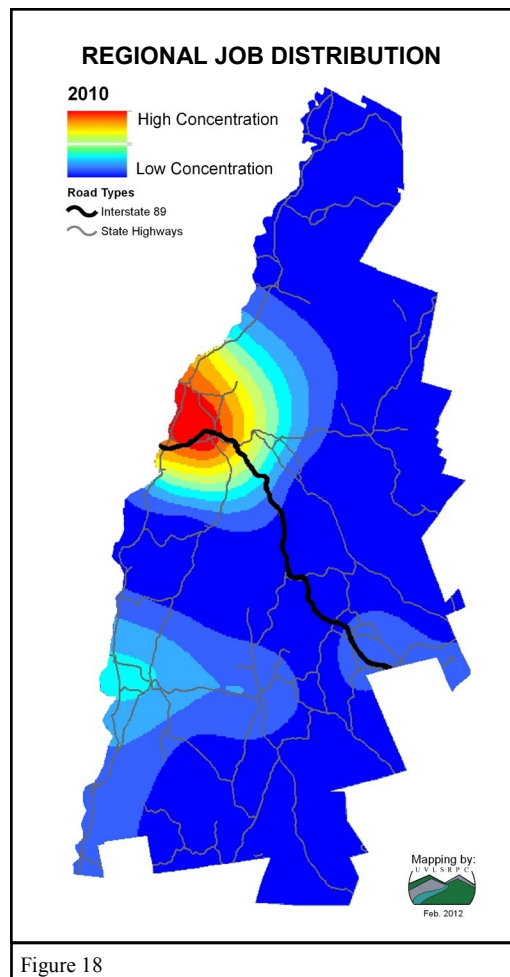 REGIONAL JOB DISTRIBUTION
2010
High Concentration
Low Concentration
Road Types
Interstate 89
State Highways
Mapping by:
UVLSRPC
Feb. 2012
Figure 18